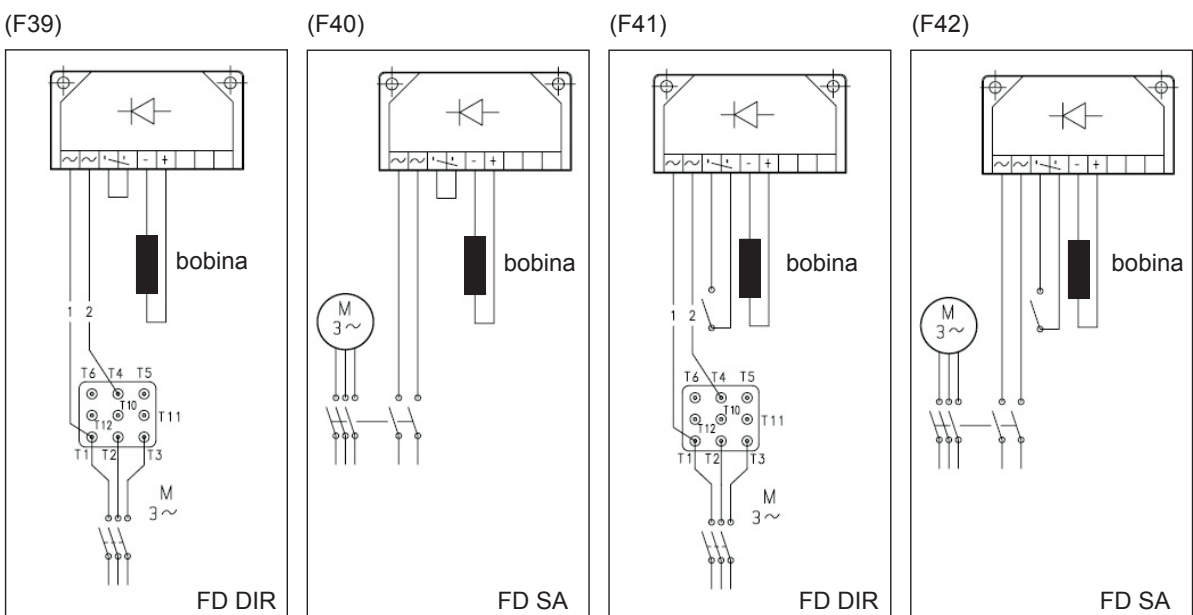 (F39)
(F40)
(F41)
(F42)
∼ ∼ - +
∼ ∼ - +
∼ ∼ - +
∼ ∼ - +
bobina
bobina
bobina
bobina
1 2
M
3∼
1 2
M
3∼
T6 T4 T5
T10
T12
T11
T1 T2 T3
M
3∼
T6 T4 T5
T10
T12
T11
T1 T2 T3
M
3∼
FD DIR
FD SA
FD DIR
FD SA